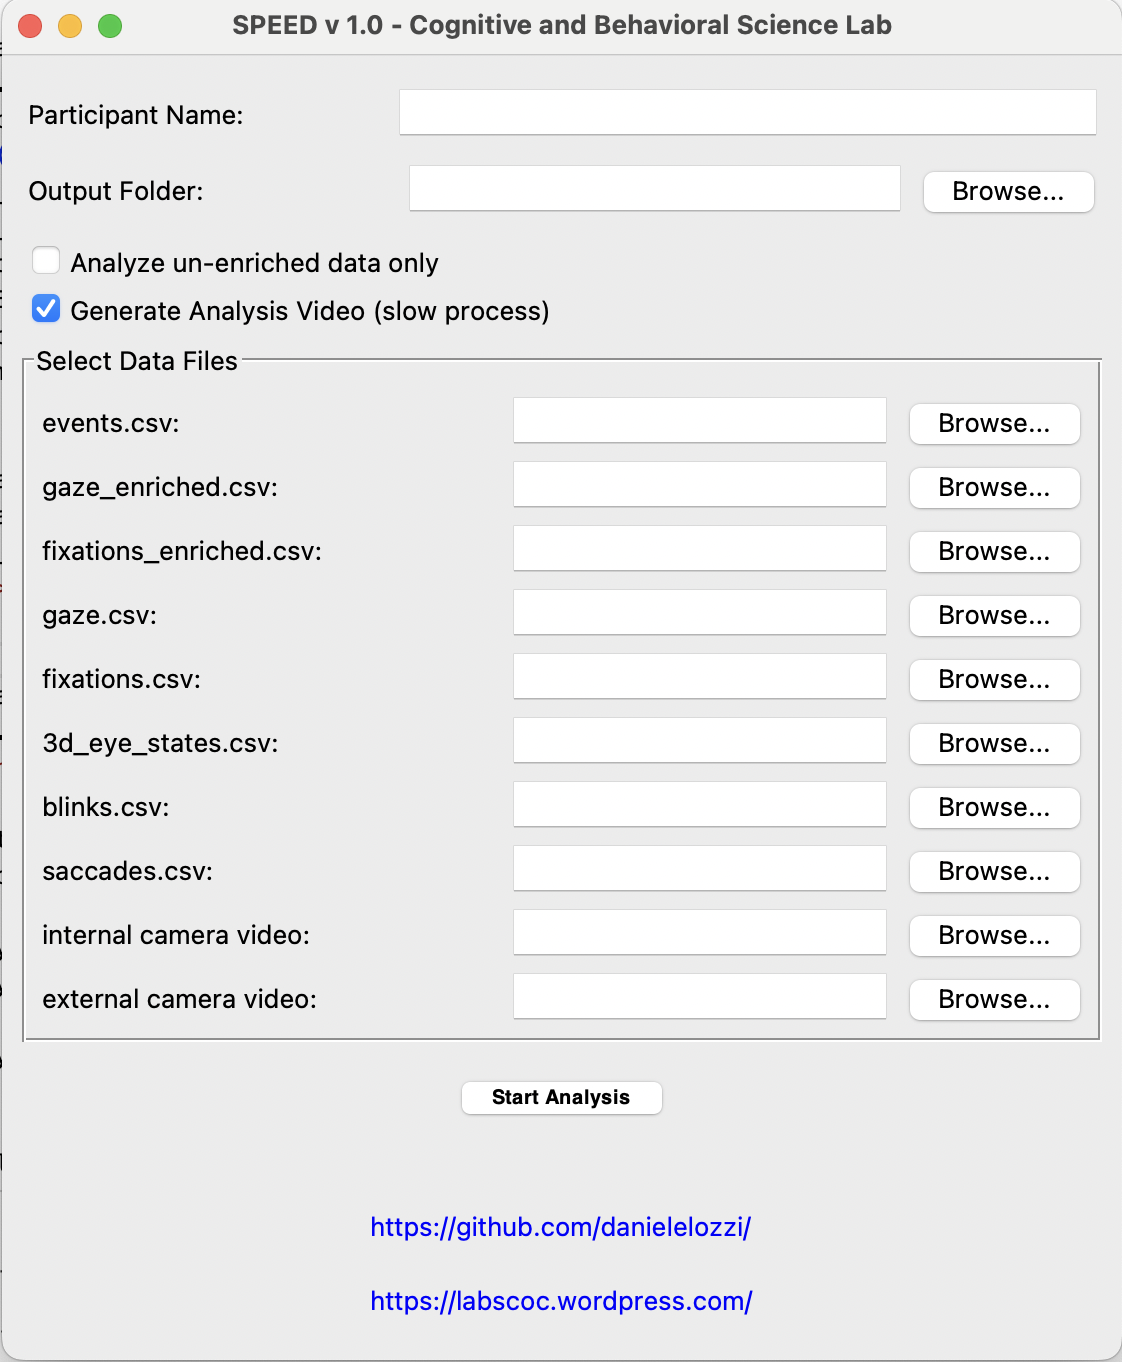 SPEED v 1.0 - Cognitive and Behavioral Science Lab
Participant Name:
Output Folder: Browse...
Analyze un-enriched data only
Generate Analysis Video (slow process)
Select Data Files
events.csv: Browse...
gaze_enriched.csv: Browse...
fixations_enriched.csv: Browse...
gaze.csv: Browse...
fixations.csv: Browse...
3d_eye_states.csv: Browse...
blinks.csv: Browse...
saccades.csv: Browse...
internal camera video: Browse...
external camera video: Browse...
Start Analysis
https://github.com/danielelozzi/
https://labscoc.wordpress.com/